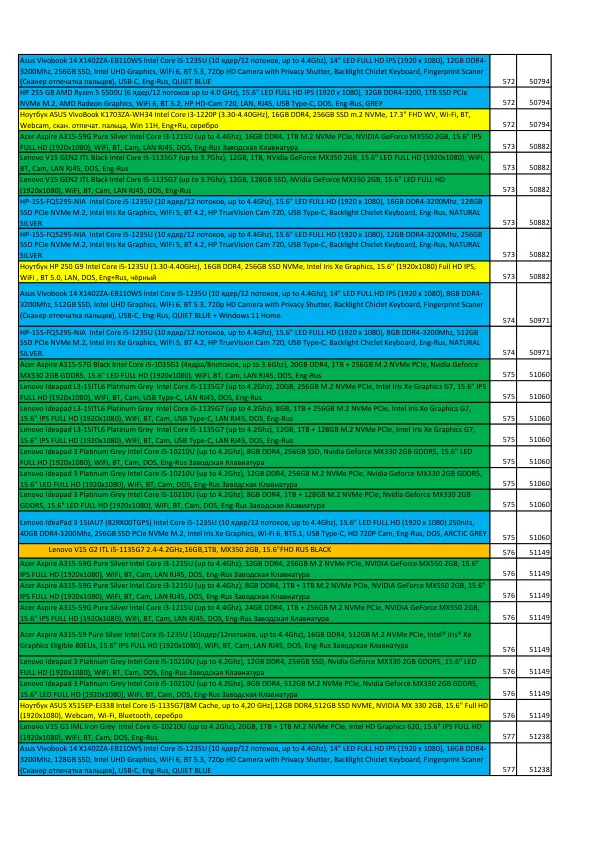 Asus Vivobook 14 X1402ZA-EB110WS Intel Core i5-1235U (10 ядер/12 потоков, up to 4.4Ghz), 14" LED FULL HD IPS (1920 x 1080), 12GB DDR4-
3200Mhz, 256GB SSD, Intel UHD Graphics, WiFi 6, BT 5.3, 720p HD Camera with Privacy Shutter, Backlight Chiclet Keyboard, Fingerprint Scaner
(Сканер отпечатка пальцев), USB-C, Eng-Rus, QUIET BLUE 572 50794
HP 255 G8 AMD Ryzen 5 5500U (6 ядер/12 потоков up to 4.0 GHz), 15.6" LED FULL HD IPS (1920 x 1080), 32GB DDR4-3200, 1TB SSD PCIe
NVMe M.2, AMD Radeon Graphics, WiFi 6, BT 5.2, HP HD-Cam 720, LAN, RJ45, USB Type-C, DOS, Eng-Rus, GREY 572 50794
Ноутбук ASUS VivoBook K1703ZA-WH34 Intel Core i3-1220P (3.30-4.40GHz), 16GB RAM, 256GB SSD m.2 NVMe, 17.3" FHD WV, Wi-Fi, BT,
Webcam, скан. отпечат. пальца, Win 11H, Eng+Ru, серебро 572 50794
Acer Aspire A315-59G Pure Silver Intel Core i3-1215U (up to 4.4Ghz), 16GB DDR4, 1TB M.2 NVMe PCIe, NVIDIA GeForce MX550 2GB, 15.6" IPS
FULL HD (1920x1080), WiFi, BT, Cam, LAN RJ45, DOS, Eng-Rus Заводская Клавиатура 573 50882
Lenovo V15 GEN2 ITL Black Intel Core i5-1135G7 (up to 3.7Ghz), 12GB, 1TB, NVidia GeForce MX350 2GB, 15.6" LED FULL HD (1920x1080), WiFi,
BT, Cam, LAN RJ45, DOS, Eng-Rus 573 50882
Lenovo V15 GEN2 ITL Black Intel Core i5-1135G7 (up to 3.7Ghz), 12GB, 128GB SSD, NVidia GeForce MX350 2GB, 15.6" LED FULL HD
(1920x1080), WiFi, BT, Cam, LAN RJ45, DOS, Eng-Rus 573 50882
HP-15S-FQ5295-NIA Intel Core i5-1235U (10 ядер/12 потоков up to 4.4Ghz), 15.6" LED FULL HD (1920 x 1080), 16GB DDR4-3200Mhz, 128GB
SSD PCIe NVMe M.2, Intel Iris Xe Graphics, WiFi 5, BT 4.2, HP TrueVision Cam 720, USB Type-C, Backlight Chiclet Keyboard, Eng-Rus, NATURAL
SILVER 573 50882
HP-15S-FQ5295-NIA Intel Core i5-1235U (10 ядер/12 потоков up to 4.4Ghz), 15.6" LED FULL HD (1920 x 1080), 12GB DDR4-3200Mhz, 256GB
SSD PCIe NVMe M.2, Intel Iris Xe Graphics, WiFi 5, BT 4.2, HP TrueVision Cam 720, USB Type-C, Backlight Chiclet Keyboard, Eng-Rus, NATURAL
SILVER 573 50882
Ноутбук HP 250 G9 Intel Core i5-1235U (1.30-4.40GHz), 16GB DDR4, 256GB SSD NVMe, Intel Iris Xe Graphics, 15.6" (1920x1080) Full HD IPS,
WiFi , BT 5.0, LAN, DOS, Eng+Rus, чёрный 573 50882
Asus Vivobook 14 X1402ZA-EB110WS Intel Core i5-1235U (10 ядер/12 потоков, up to 4.4Ghz), 14" LED FULL HD IPS (1920 x 1080), 8GB DDR4-
3200Mhz, 512GB SSD, Intel UHD Graphics, WiFi 6, BT 5.3, 720p HD Camera with Privacy Shutter, Backlight Chiclet Keyboard, Fingerprint Scaner
(Сканер отпечатка пальцев), USB-C, Eng-Rus, QUIET BLUE + Windows 11 Home 574 50971
HP-15S-FQ5295-NIA Intel Core i5-1235U (10 ядер/12 потоков up to 4.4Ghz), 15.6" LED FULL HD (1920 x 1080), 8GB DDR4-3200Mhz, 512GB
SSD PCIe NVMe M.2, Intel Iris Xe Graphics, WiFi 5, BT 4.2, HP TrueVision Cam 720, USB Type-C, Backlight Chiclet Keyboard, Eng-Rus, NATURAL
SILVER. 574 50971
Acer Aspire A315-57G Black Intel Core i5-1035G1 (4ядра/8потоков, up to 3.6Ghz), 20GB DDR4, 1TB + 256GB M.2 NVMe PCIe, Nvidia Geforce
MX330 2GB GDDR5, 15.6" LED FULL HD (1920x1080), WiFi, BT, Cam, LAN RJ45, DOS, Eng-Rus 575 51060
Lenovo Ideapad L3-15ITL6 Platinum Grey Intel Core i5-1135G7 (up to 4.2Ghz), 20GB, 256GB M.2 NVMe PCIe, Intel Iris Xe Graphics G7, 15.6" IPS
FULL HD (1920x1080), WiFi, BT, Cam, USB Type-C, LAN RJ45, DOS, Eng-Rus 575 51060
Lenovo Ideapad L3-15ITL6 Platinum Grey Intel Core i5-1135G7 (up to 4.2Ghz), 8GB, 1TB + 256GB M.2 NVMe PCIe, Intel Iris Xe Graphics G7,
15.6" IPS FULL HD (1920x1080), WiFi, BT, Cam, USB Type-C, LAN RJ45, DOS, Eng-Rus 575 51060
Lenovo Ideapad L3-15ITL6 Platinum Grey Intel Core i5-1135G7 (up to 4.2Ghz), 12GB, 1TB + 128GB M.2 NVMe PCIe, Intel Iris Xe Graphics G7,
15.6" IPS FULL HD (1920x1080), WiFi, BT, Cam, USB Type-C, LAN RJ45, DOS, Eng-Rus 575 51060
Lenovo Ideapad 3 Platinum Grey Intel Core i5-10210U (up to 4.2Ghz), 8GB DDR4, 256GB SSD, Nvidia Geforce MX330 2GB GDDR5, 15.6" LED
FULL HD (1920x1080), WiFi, BT, Cam, DOS, Eng-Rus Заводская Клавиатура 575 51060
Lenovo Ideapad 3 Platinum Grey Intel Core i5-10210U (up to 4.2Ghz), 12GB DDR4, 256GB M.2 NVMe PCIe, Nvidia Geforce MX330 2GB GDDR5,
15.6" LED FULL HD (1920x1080), WiFi, BT, Cam, DOS, Eng-Rus Заводская Клавиатура 575 51060
Lenovo Ideapad 3 Platinum Grey Intel Core i5-10210U (up to 4.2Ghz), 8GB DDR4, 1TB + 128GB M.2 NVMe PCIe, Nvidia Geforce MX330 2GB
GDDR5, 15.6" LED FULL HD (1920x1080), WiFi, BT, Cam, DOS, Eng-Rus Заводская Клавиатура 575 51060
Lenovo IdeaPad 3 15IAU7 (82RK00TGPS) Intel Core i5-1235U (10 ядер/12 потоков, up to 4.4Ghz), 15.6" LED FULL HD (1920 x 1080) 250nits,
40GB DDR4-3200Mhz, 256GB SSD PCIe NVMe M.2, Intel Iris Xe Graphics, Wi-Fi 6, BT5.1, USB Type-C, HD 720P Cam, Eng-Rus, DOS, ARCTIC GREY 575 51060
Lenovo V15 G2 ITL i5-1135G7 2.4-4.2GHz,16GB,1TB, MX350 2GB, 15.6"FHD RUS BLACK 576 51149
Acer Aspire A315-59G Pure Silver Intel Core i3-1215U (up to 4.4Ghz), 32GB DDR4, 256GB M.2 NVMe PCIe, NVIDIA GeForce MX550 2GB, 15.6"
IPS FULL HD (1920x1080), WiFi, BT, Cam, LAN RJ45, DOS, Eng-Rus Заводская Клавиатура 576 51149
Acer Aspire A315-59G Pure Silver Intel Core i3-1215U (up to 4.4Ghz), 8GB DDR4, 1TB + 1TB M.2 NVMe PCIe, NVIDIA GeForce MX550 2GB,
15.6" IPS FULL HD (1920x1080), WiFi, BT, Cam, LAN RJ45, DOS, Eng-Rus Заводская Клавиатура 576 51149
Acer Aspire A315-59G Pure Silver Intel Core i3-1215U (up to 4.4Ghz), 24GB DDR4, 1TB + 256GB M.2 NVMe PCIe, NVIDIA GeForce MX550 2GB,
15.6" IPS FULL HD (1920x1080), WiFi, BT, Cam, LAN RJ45, DOS, Eng-Rus Заводская Клавиатура 576 51149
Acer Aspire A315-59 Pure Silver Intel Core i5-1235U (10ядер/12потоков, up to 4.4Ghz), 16GB DDR4, 512GB M.2 NVMe PCIe, Intel® Iris® Xe
Graphics Eligible 80EUs, 15.6" IPS FULL HD (1920x1080), WiFi, BT, Cam, LAN RJ45, DOS, Eng-Rus Заводская Клавиатура 576 51149
Lenovo Ideapad 3 Platinum Grey Intel Core i5-10210U (up to 4.2Ghz), 12GB DDR4, 256GB SSD, Nvidia Geforce MX330 2GB GDDR5, 15.6" LED
FULL HD (1920x1080), WiFi, BT, Cam, DOS, Eng-Rus Заводская Клавиатура 576 51149
Lenovo Ideapad 3 Platinum Grey Intel Core i5-10210U (up to 4.2Ghz), 8GB DDR4, 512GB M.2 NVMe PCIe, Nvidia Geforce MX330 2GB GDDR5,
15.6" LED FULL HD (1920x1080), WiFi, BT, Cam, DOS, Eng-Rus Заводская Клавиатура 576 51149
Ноутбук ASUS X515EP-EJ338 Intel Core i5-1135G7(8M Cache, up to 4,20 GHz),12GB DDR4,512GB SSD NVME, NVIDIA MX 330 2GB, 15.6" Full HD
(1920x1080), Webcam, Wi-Fi, Bluetooth, серебро 576 51149
Lenovo V15 G1 IML Iron Grey Intel Core i5-10210U (up to 4.2Ghz), 20GB, 1TB + 1TB M.2 NVMe PCIe, Intel HD Graphics 620, 15.6" IPS FULL HD
(1920x1080), WiFi, BT, Cam, DOS, Eng-Rus 577 51238
Asus Vivobook 14 X1402ZA-EB110WS Intel Core i5-1235U (10 ядер/12 потоков, up to 4.4Ghz), 14" LED FULL HD IPS (1920 x 1080), 16GB DDR4-
3200Mhz, 128GB SSD, Intel UHD Graphics, WiFi 6, BT 5.3, 720p HD Camera with Privacy Shutter, Backlight Chiclet Keyboard, Fingerprint Scaner
(Сканер отпечатка пальцев), USB-C, Eng-Rus, QUIET BLUE 577 51238